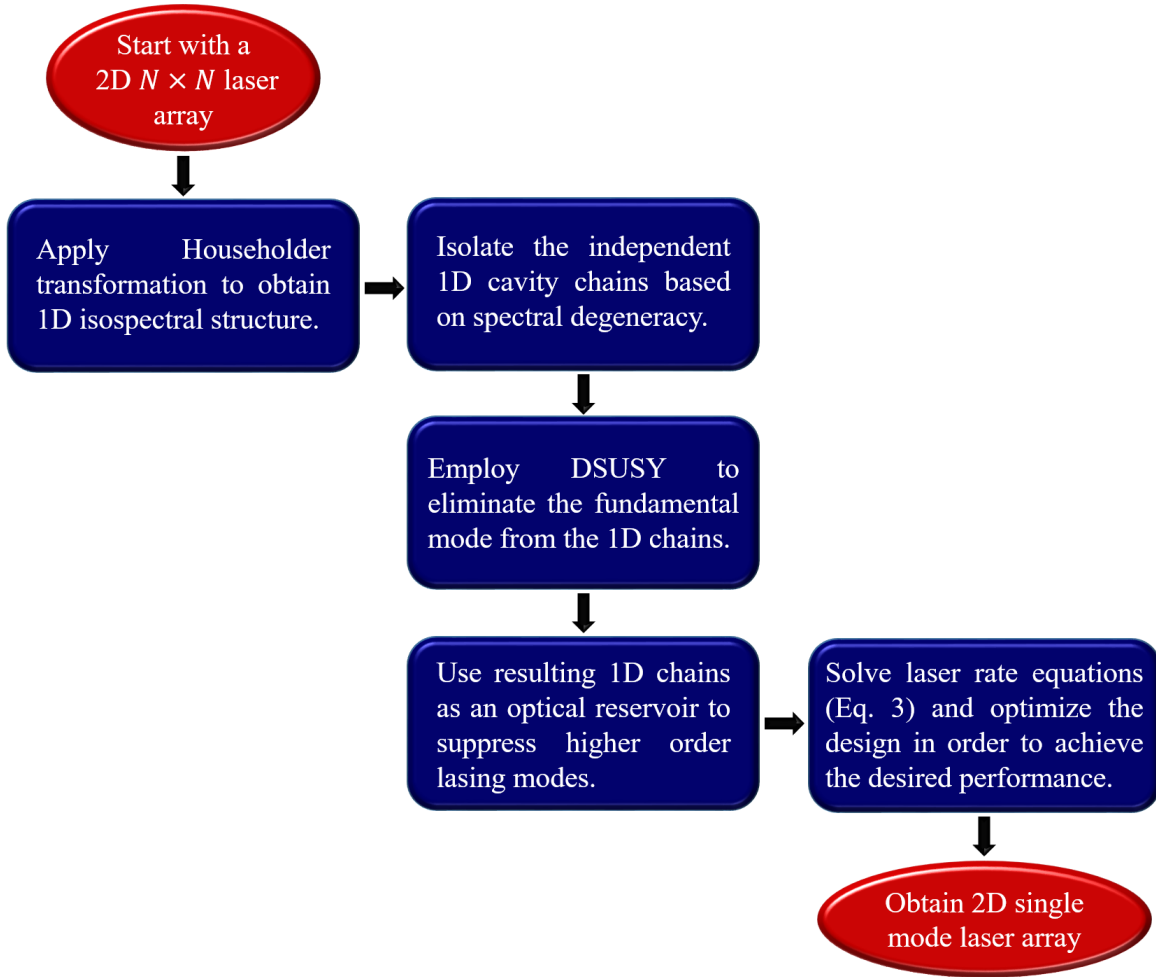 Start with a
2D N × N laser
array
Apply Householder
transformation to obtain
1D isospectral structure.
Isolate the independent
1D cavity chains based
on spectral degeneracy.
Employ DSUSY to
eliminate the fundamental
mode from the 1D chains.
Use resulting 1D chains
as an optical reservoir to
suppress higher order
lasing modes.
Solve laser rate equations
(Eq. 3) and optimize the
design in order to achieve
the desired performance.
Obtain 2D single
mode laser array